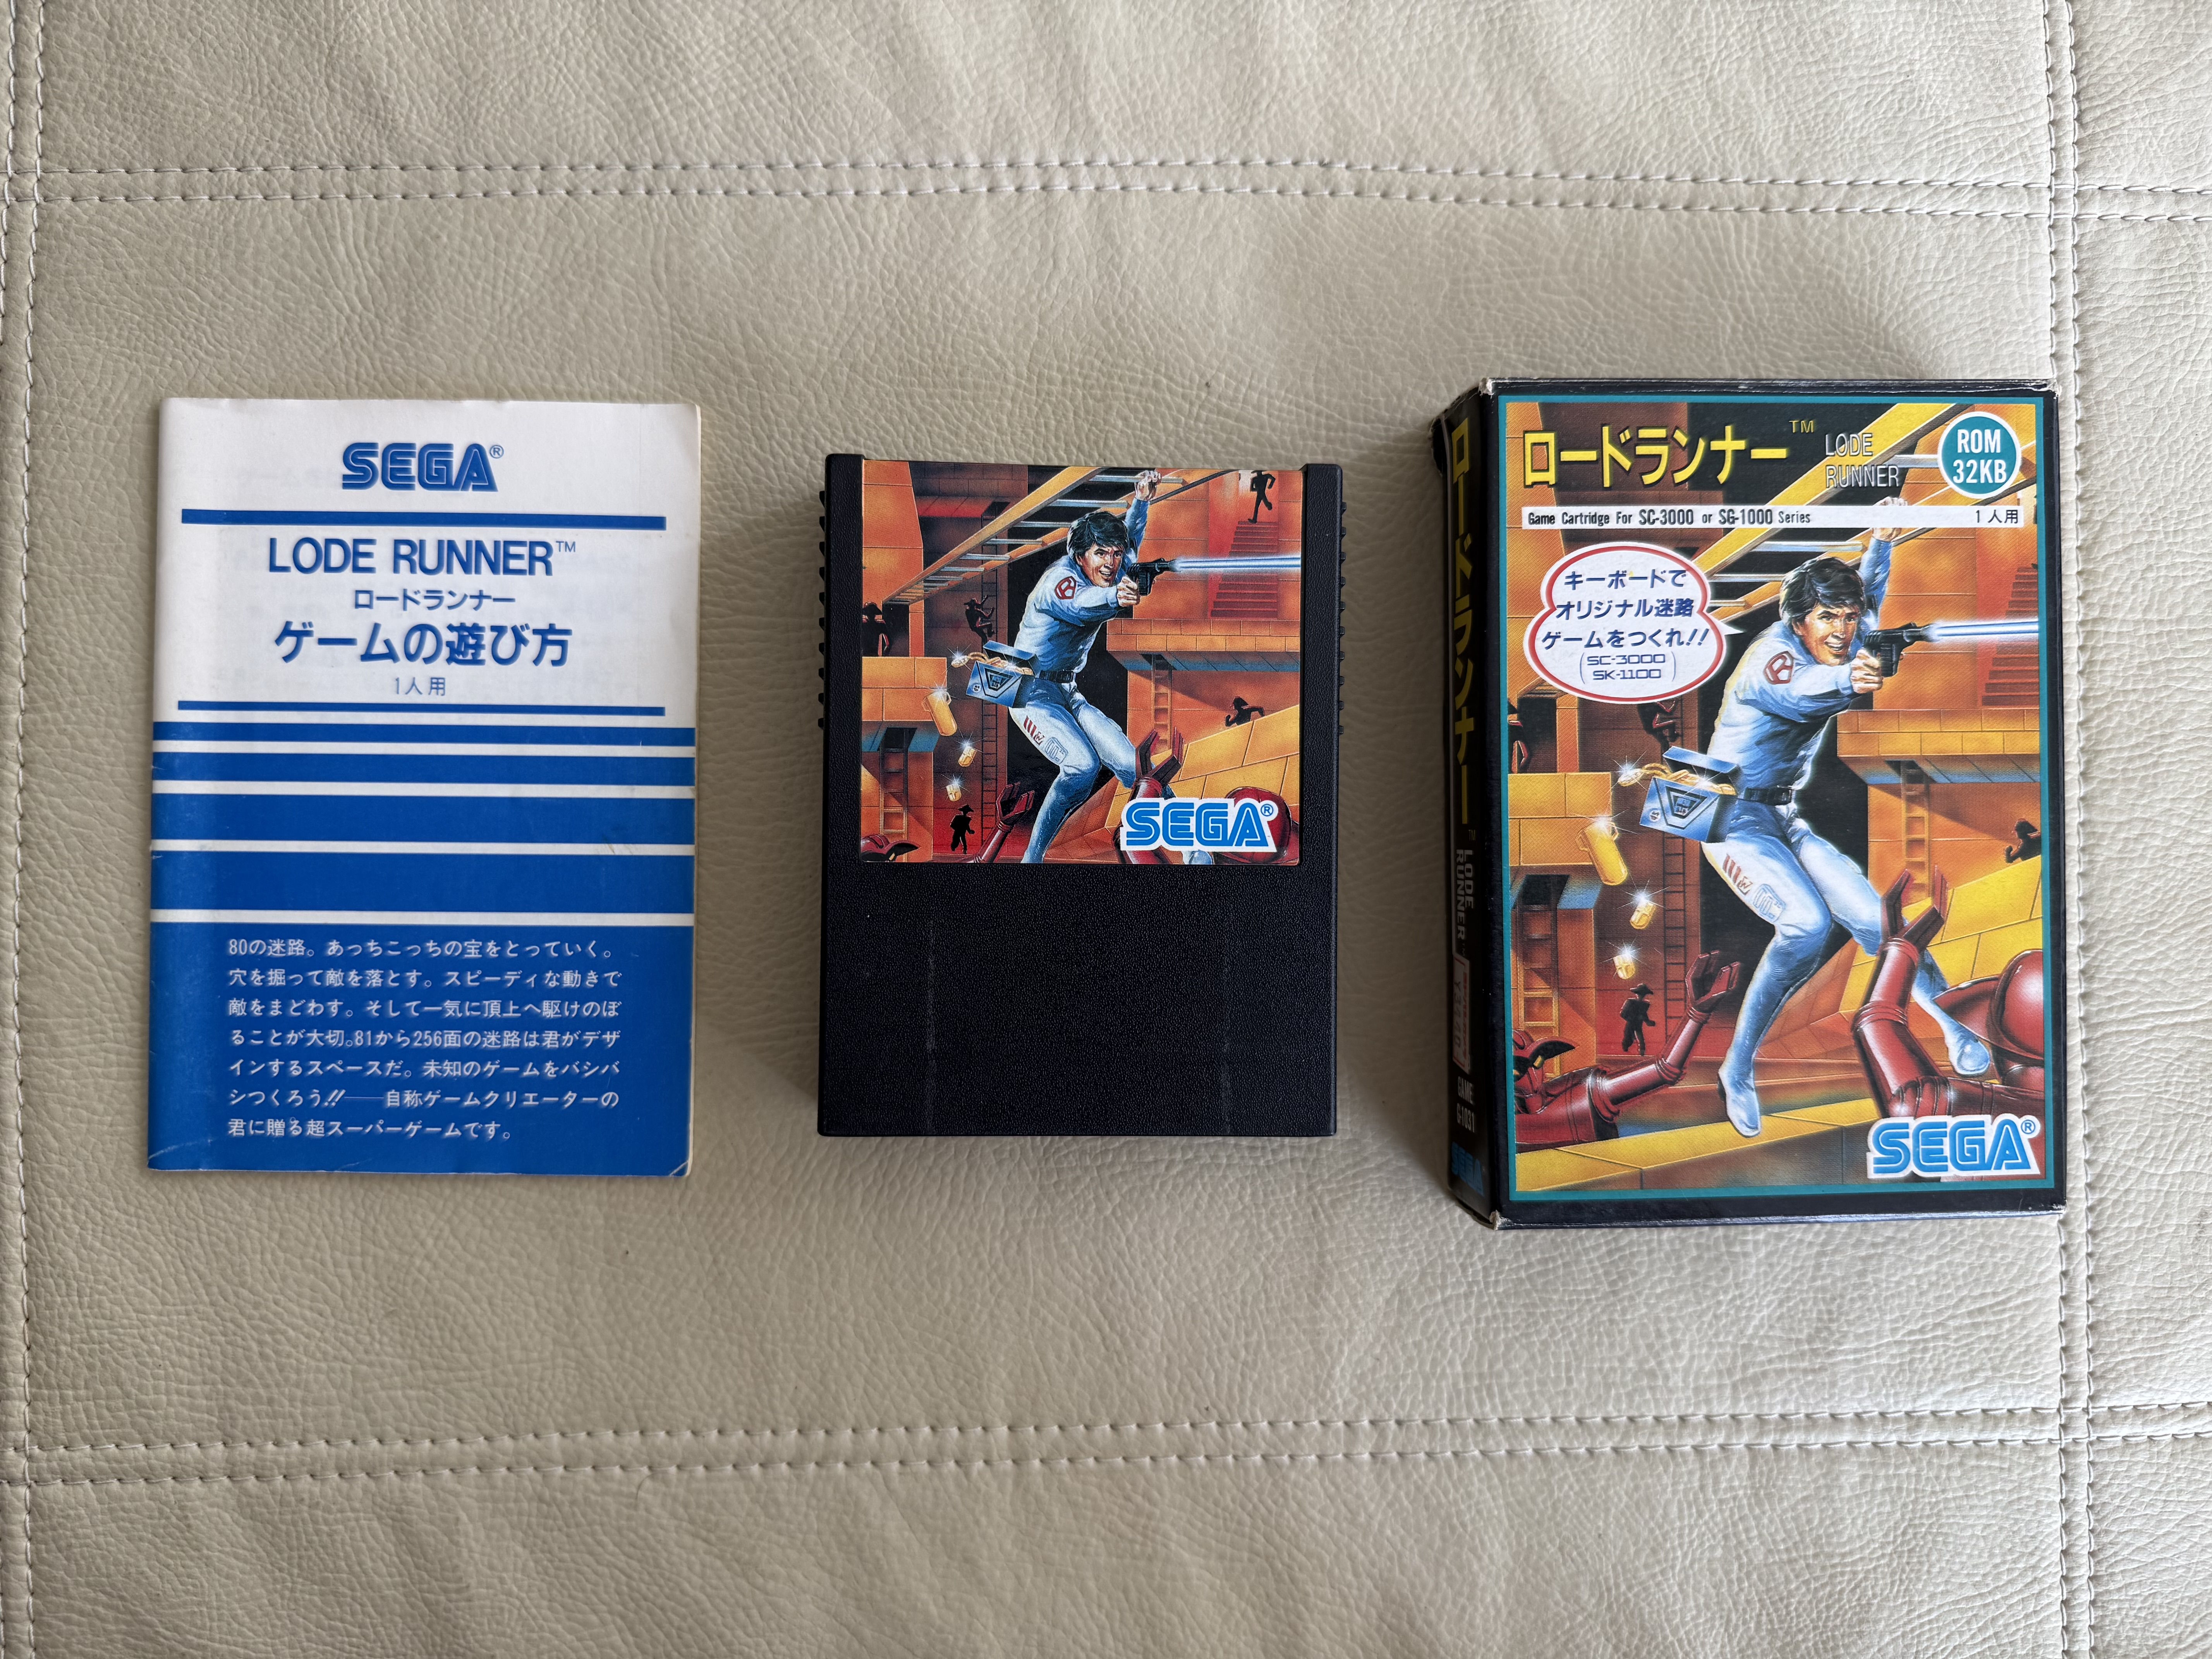 SEGA®
LODE RUNNER™
ロードランナー
ゲームの遊び方
1人用
80の迷路。あっちこっちの宝をとっていく。
穴を掘って敵を落とす。スピーディな動きで
敵をまどわす。そして一気に頂上へ駆けのぼ
ることが大切。81から256面の迷路は君がデザ
インするスペースだ。未知のゲームをバシバ
シつくろう!!──自称ゲームクリエーターの
君に贈る超スーパーゲームです。
SEGA®
ロードランナー™
LODE
RUNNER
ROM
32KB
Game Cartridge For SC-3000 or SG-1000 Series
1人用
キーボードで
オリジナル迷路
ゲームをつくれ!!
(SC-3000
SK-1100)
SEGA®
ロードランナー
LODE
RUNNER
GAME
G-1031
SEGA